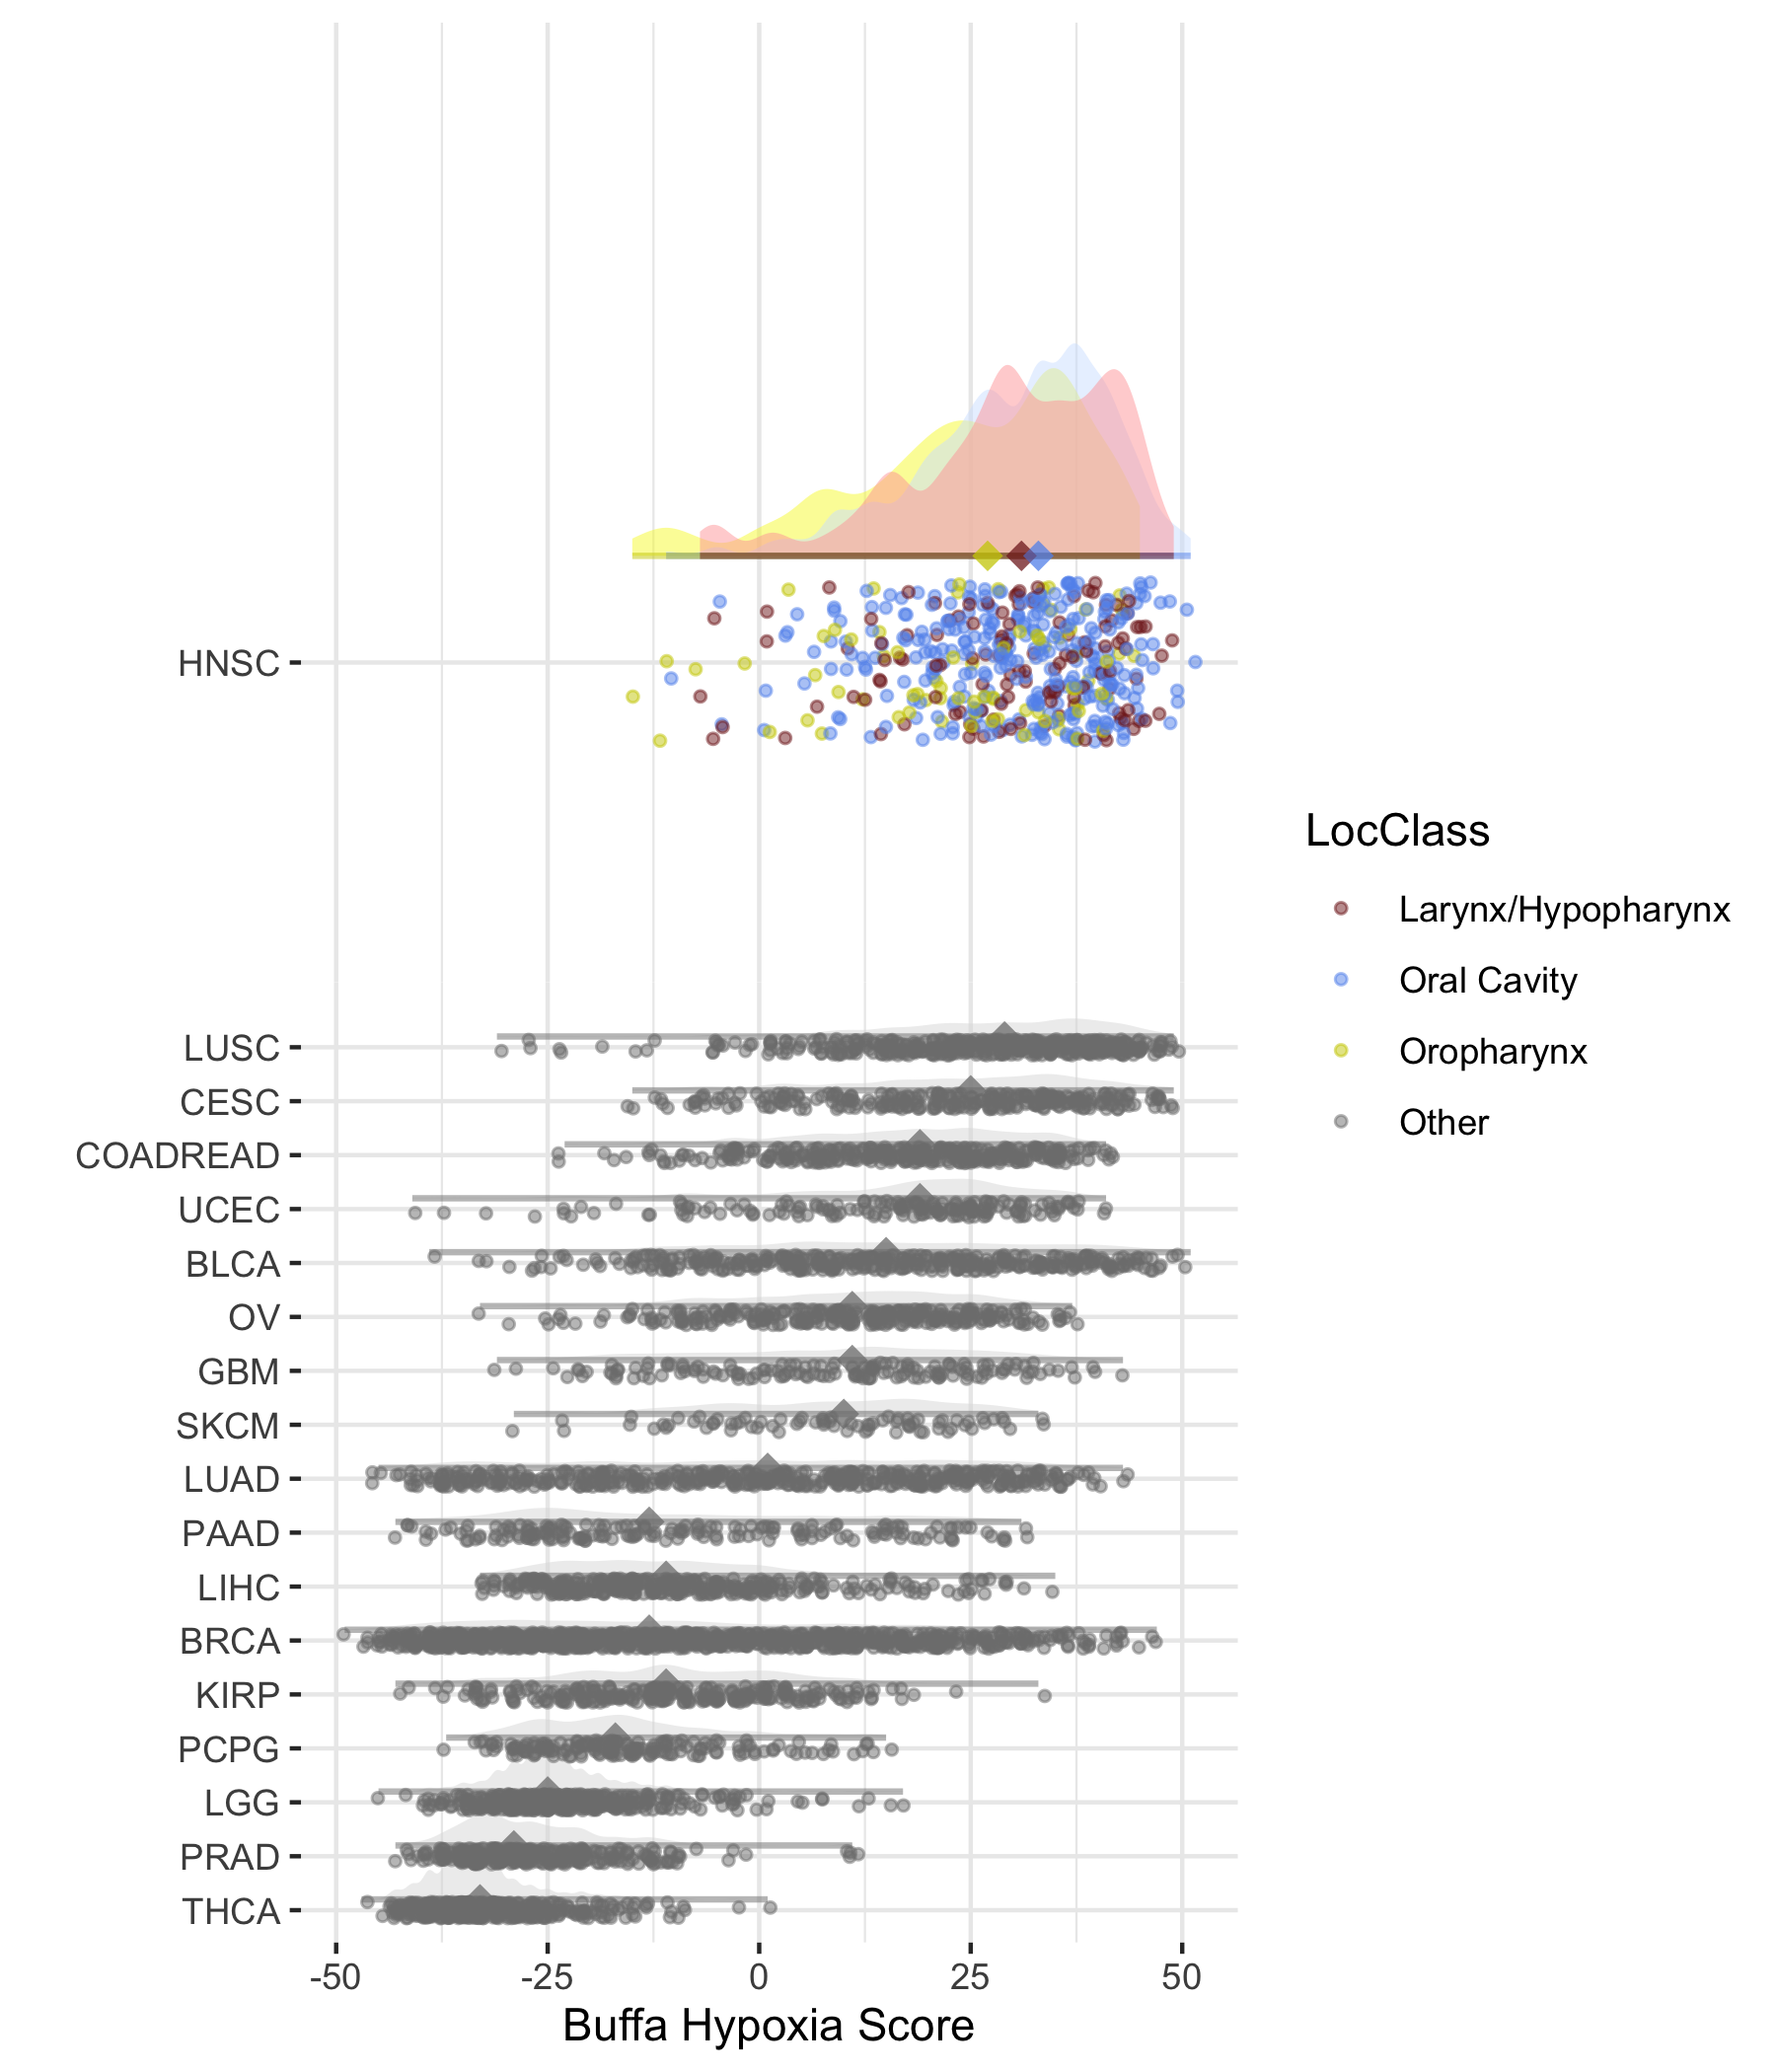 HNSC
LUSC
CESC
COADREAD
UCEC
BLCA
OV
GBM
SKCM
LUAD
PAAD
LIHC
BRCA
KIRP
PCPG
LGG
PRAD
THCA
-50 -25 0 25 50
Buffa Hypoxia Score
LocClass
Larynx/Hypopharynx
Oral Cavity
Oropharynx
Other